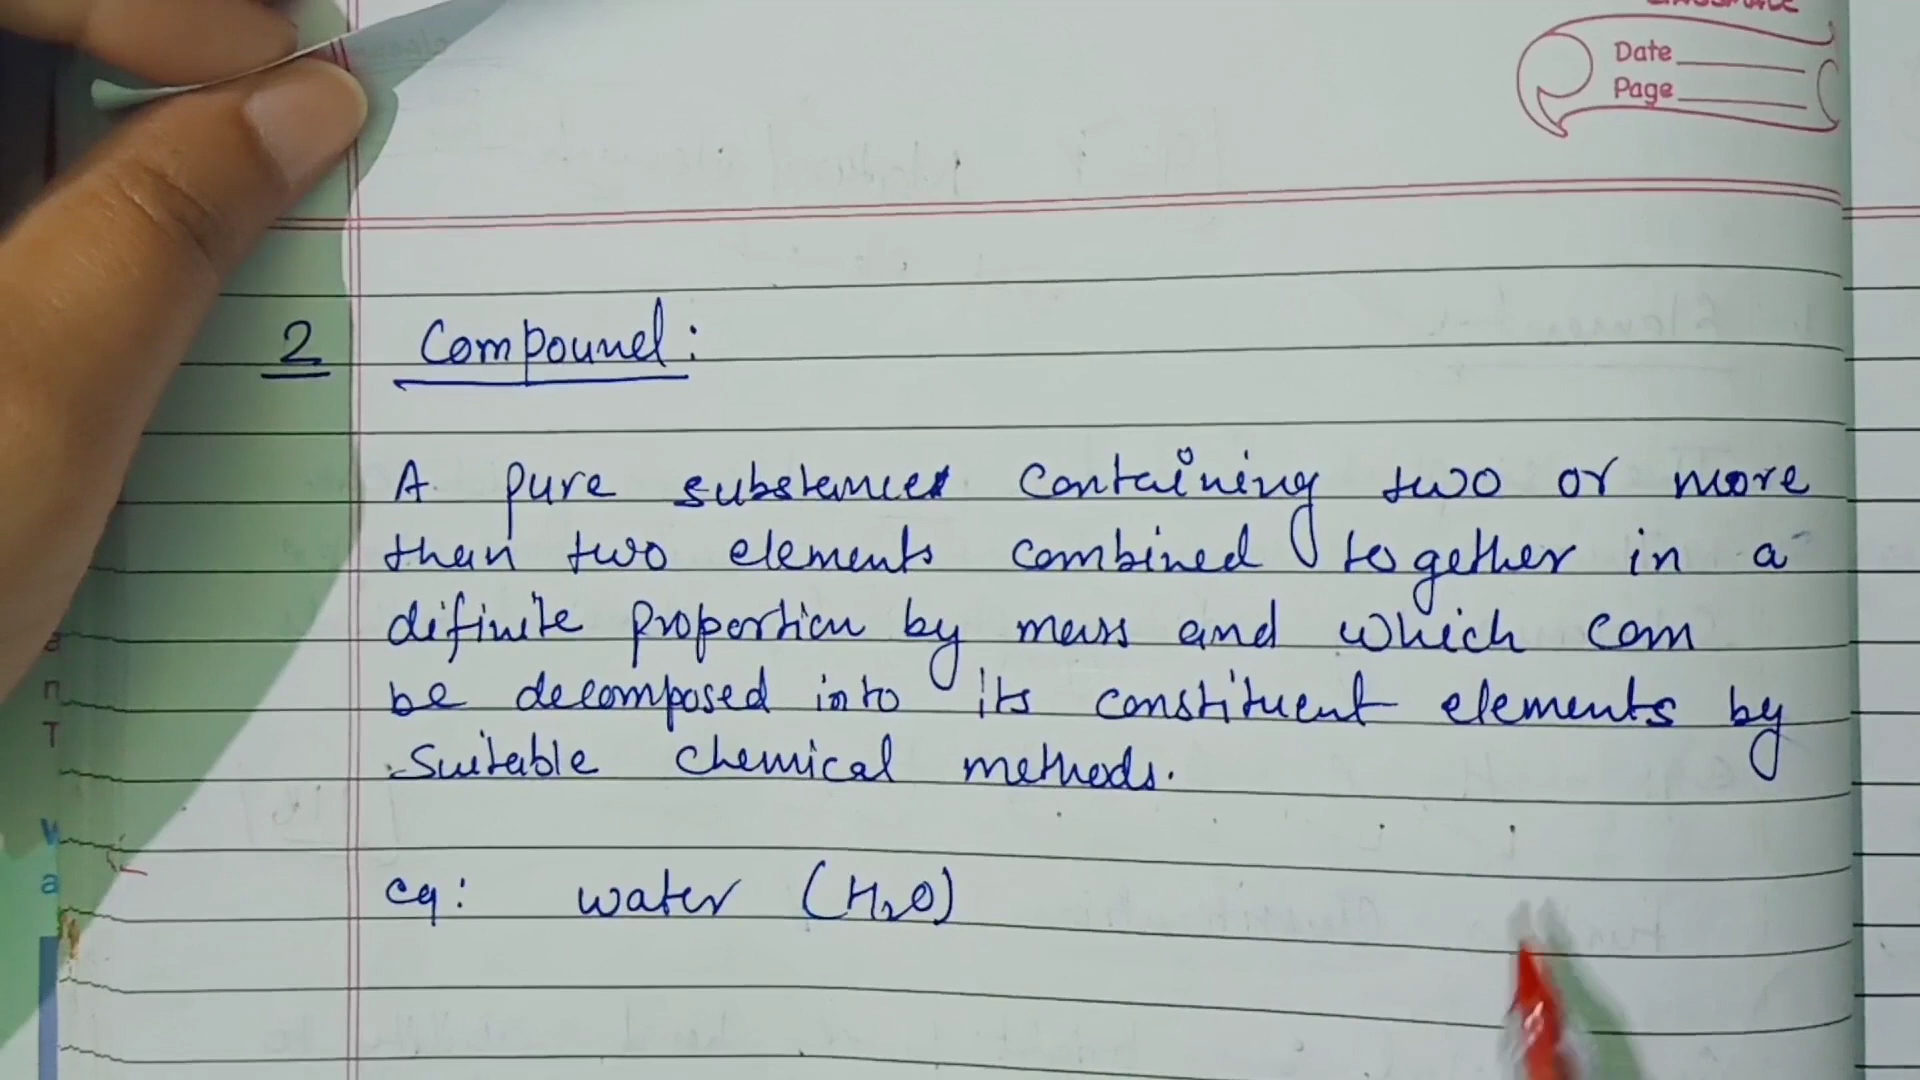 Date
Page
2 Compound:
A pure substance containing two or more
than two elements combined together in a
difinite proportion by mass and which can
be decomposed into its constituent elements by
suitable chemical methods.
eg: water (H₂O)